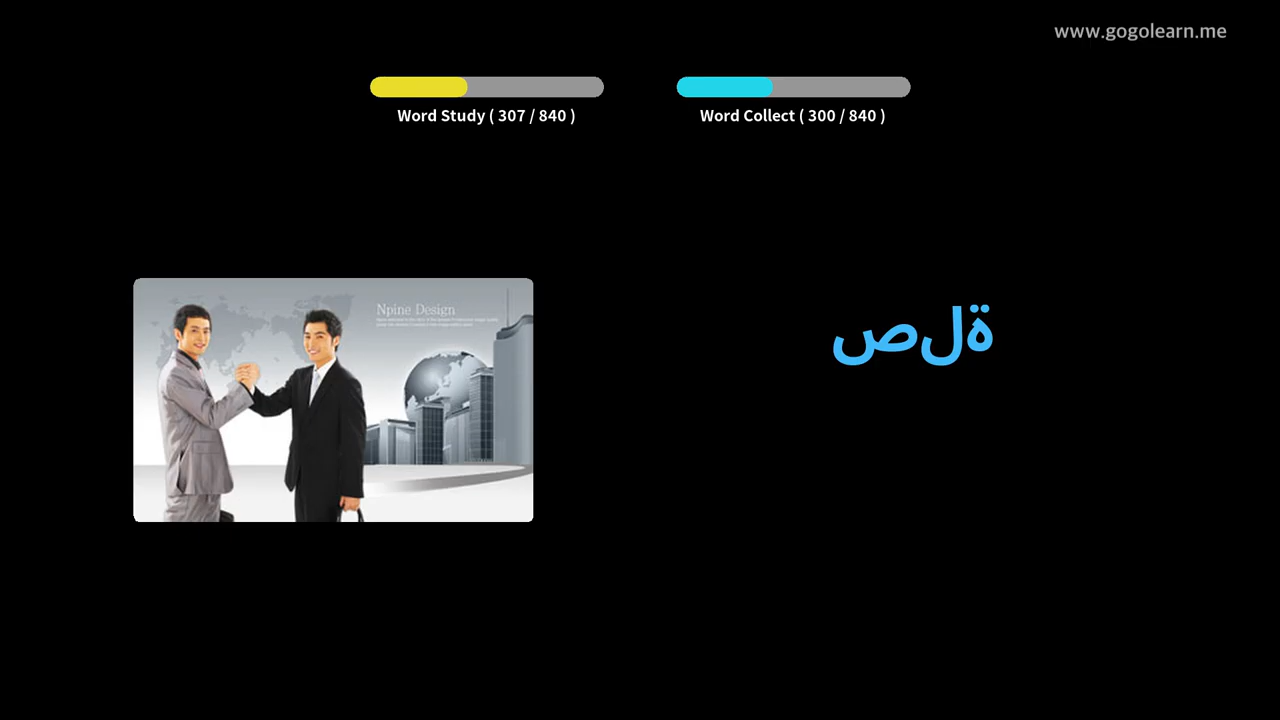 www.gogolearn.me
Word Study ( 307 / 840 )
Word Collect ( 300 / 840 )
Npine Design
صلة